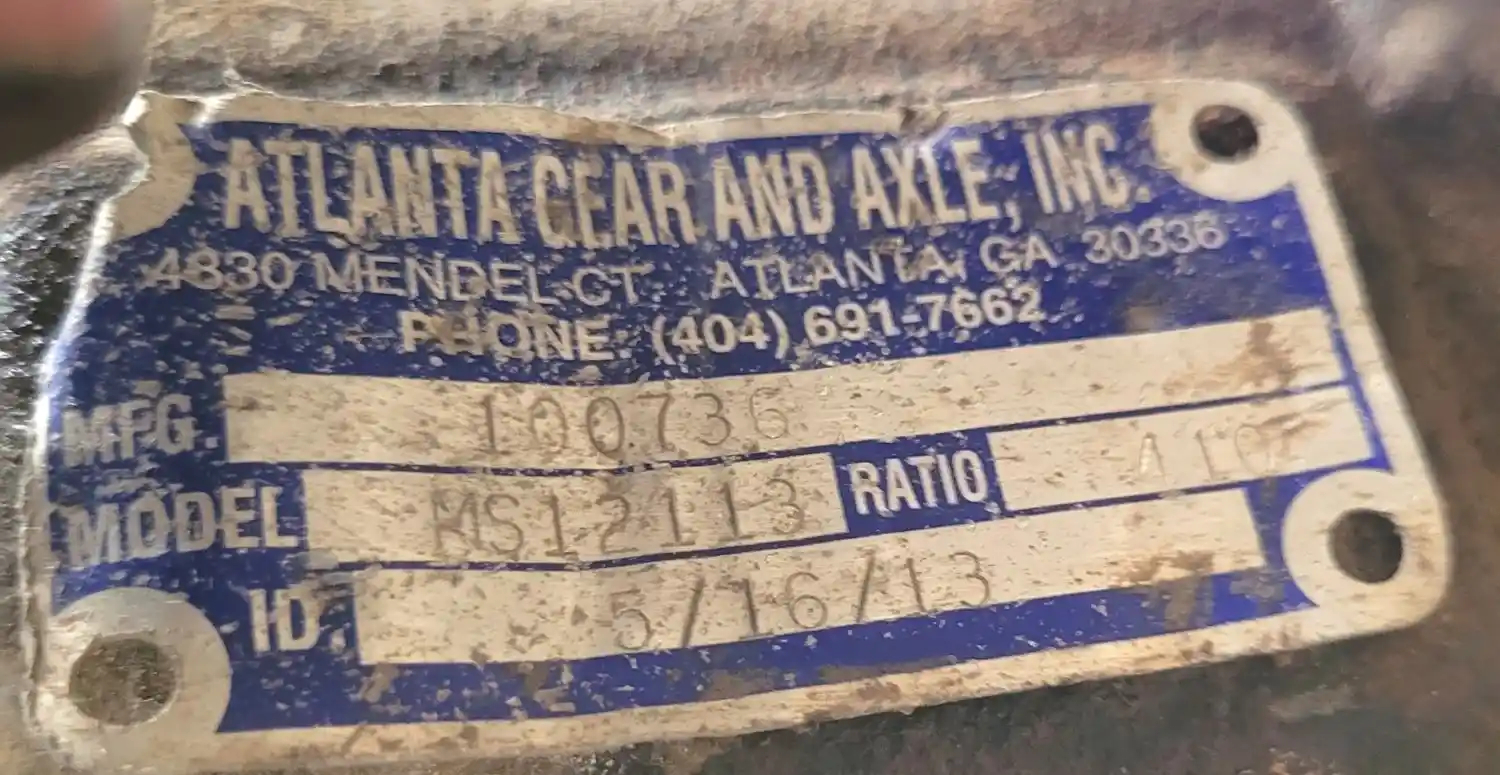 ATLANTA GEAR AND AXLE, INC.
4830 MENDEL CT. ATLANTA, GA 30336
PHONE: (404) 691-7662
MFG. 100736
MODEL MS12113 RATIO 410
ID. 5/16/13